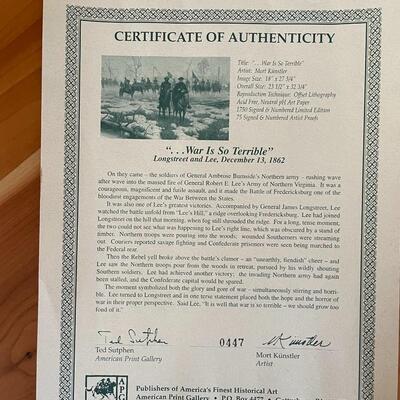 CERTIFICATE OF AUTHENTICITY
Title: ". . . War Is So Terrible"
Artist: Mort Künstler
Image Size: 18" x 27 3/4"
Overall Size: 23 1/2" x 32 1/4"
Reproduction Technique: Offset Lithography
Acid Free, Neutral pH Art Paper
1750 Signed & Numbered Limited Edition
75 Signed & Numbered Artist Proofs
". . .War Is So Terrible"
Longstreet and Lee, December 13, 1862
On they came – the soldiers of General Ambrose Burnside's Northern army – rushing wave
after wave into the massed fire of General Robert E. Lee's Army of Northern Virginia. It was a
courageous, magnificent and futile assault, and it made the Battle of Fredericksburg one of the
bloodiest engagements of the War Between the States.
It was also one of Lee's greatest victories. Accompanied by General James Longstreet, Lee
watched the battle unfold from "Lee's Hill," a ridge overlooking Fredericksburg. Lee had joined
Longstreet on the hill that morning, when fog still shrouded the ridge. For a long, tense moment,
the two could not see what was happening to Lee's right line, which was obscured by a stand of
timber. Northern troops were pouring into the woods; wounded Southerners were streaming
out. Couriers reported savage fighting and Confederate prisoners were seen being marched to
the Federal rear.
Then the Rebel yell broke above the battle's clamor – an "unearthly, fiendish" cheer – and
Lee saw the Northern troops pour from the woods in retreat, pursued by his wildly shouting
Southern soldiers. Lee had achieved another victory; the invading Northern army had again
been stalled, and the Confederate capital would be spared.
The moment symbolized both the glory and gore of war – simultaneously stirring and horri-
ble. Lee turned to Longstreet and in one terse statement placed both the hope and the horror of
war in their proper perspective. Said Lee, "It is well that war is so terrible – we should grow too
fond of it."
Ted Sutphen 0447 M Künstler
Ted Sutphen Mort Künstler
American Print Gallery Artist
APG
Publishers of America's Finest Historical Art
American Print Gallery • P.O. Box 4477 •